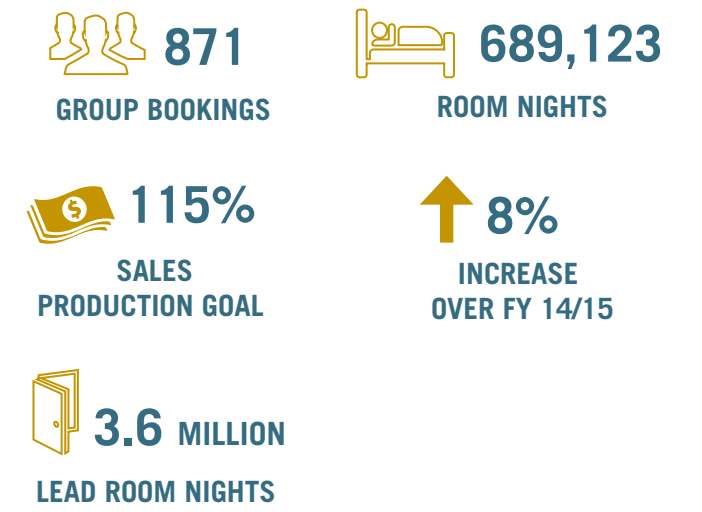 871
GROUP BOOKINGS
689,123
ROOM NIGHTS
115%
SALES
PRODUCTION GOAL
8%
INCREASE
OVER FY 14/15
3.6 MILLION
LEAD ROOM NIGHTS